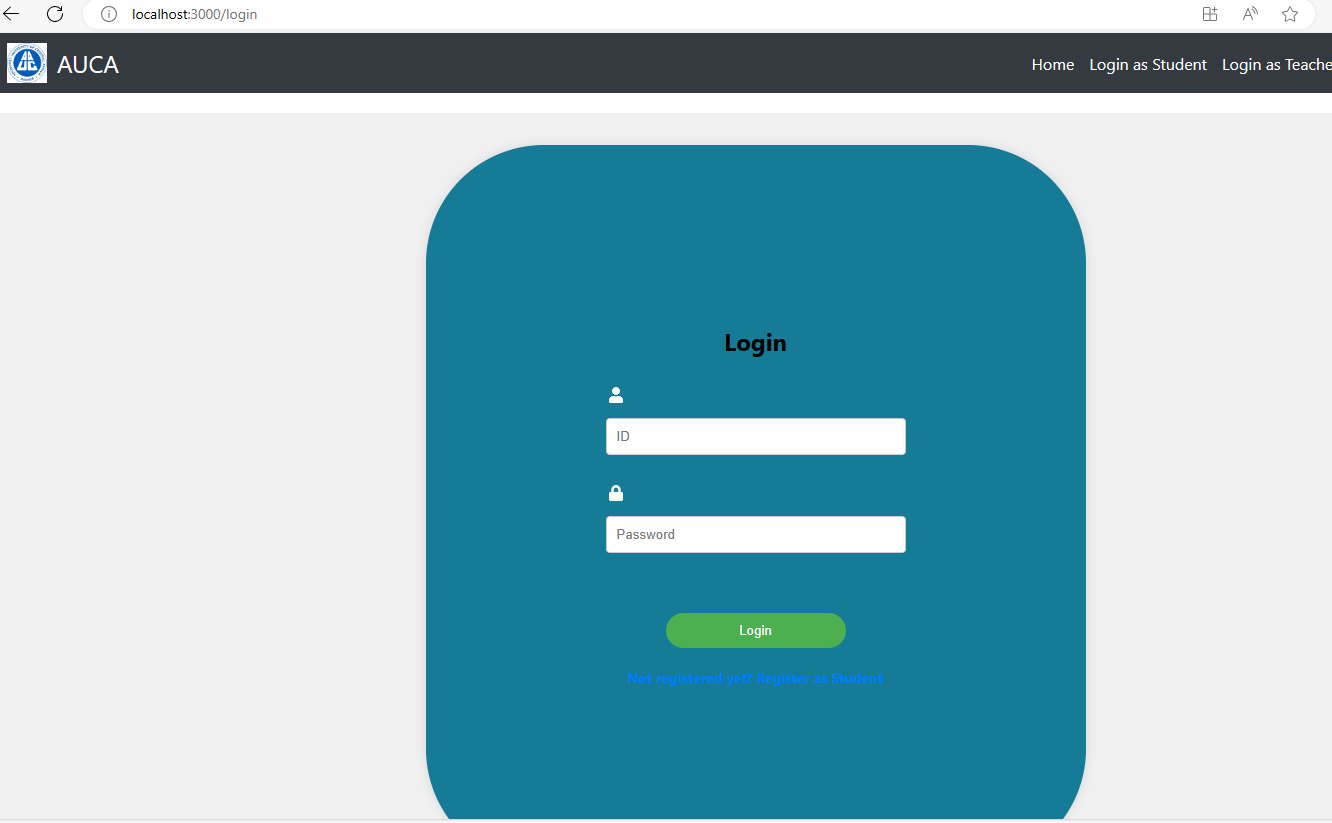 localhost:3000/login
AUCA
Home Login as Student Login as Teache
Login
ID
Password
Login
Not registered yet? Register as Student